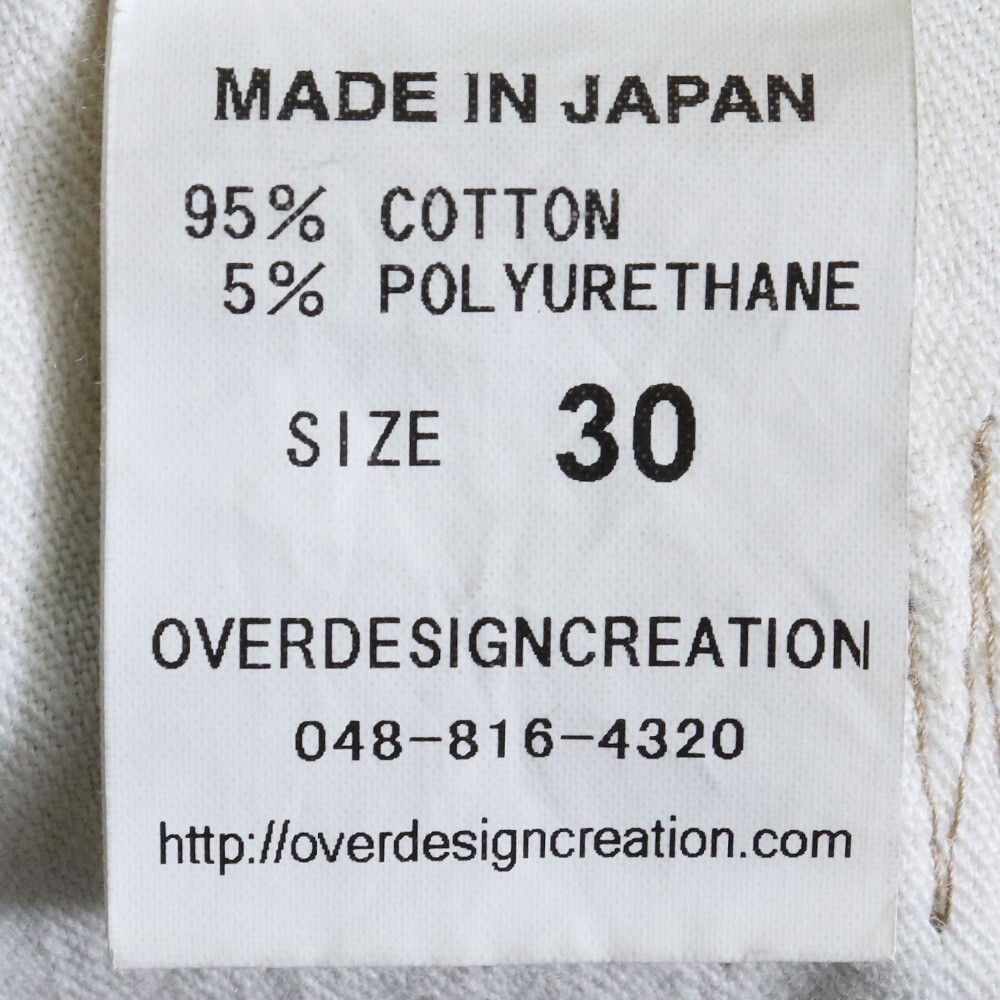 MADE IN JAPAN
95% COTTON
5% POLYURETHANE
SIZE 30
OVERDESIGNCREATION
048-816-4320
http://overdesigncreation.com